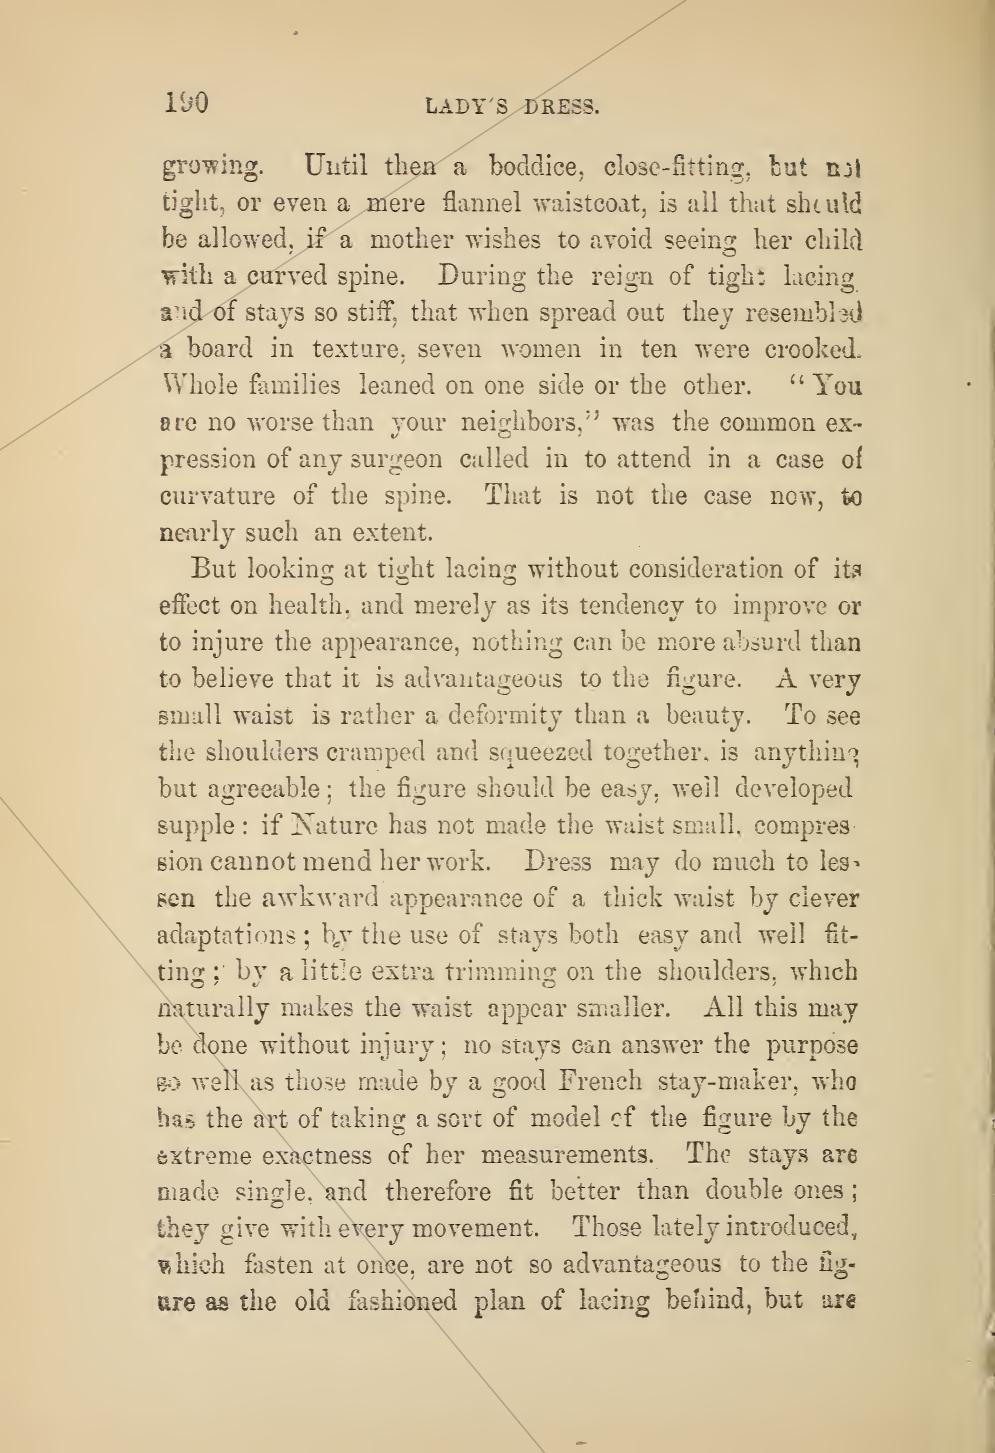 190
LADY'S DRESS.
growing. Until then a boddice, close-fitting, but not
tight, or even a mere flannel waistcoat, is all that should
be allowed, if a mother wishes to avoid seeing her child
with a curved spine. During the reign of tight lacing
and of stays so stiff, that when spread out they resembled
a board in texture, seven women in ten were crooked.
Whole families leaned on one side or the other. "You
are no worse than your neighbors," was the common ex-
pression of any surgeon called in to attend in a case of
curvature of the spine. That is not the case now, to
nearly such an extent.
But looking at tight lacing without consideration of its
effect on health, and merely as its tendency to improve or
to injure the appearance, nothing can be more absurd than
to believe that it is advantageous to the figure. A very
small waist is rather a deformity than a beauty. To see
the shoulders cramped and squeezed together, is anything
but agreeable; the figure should be easy, well developed
supple: if Nature has not made the waist small, compres-
sion cannot mend her work. Dress may do much to les-
sen the awkward appearance of a thick waist by clever
adaptations; by the use of stays both easy and well fit-
ting; by a little extra trimming on the shoulders, which
naturally makes the waist appear smaller. All this may
be done without injury; no stays can answer the purpose
so well as those made by a good French stay-maker, who
has the art of taking a sort of model of the figure by the
extreme exactness of her measurements. The stays are
made single, and therefore fit better than double ones;
they give with every movement. Those lately introduced,
which fasten at once, are not so advantageous to the fig-
ure as the old fashioned plan of lacing behind, but are